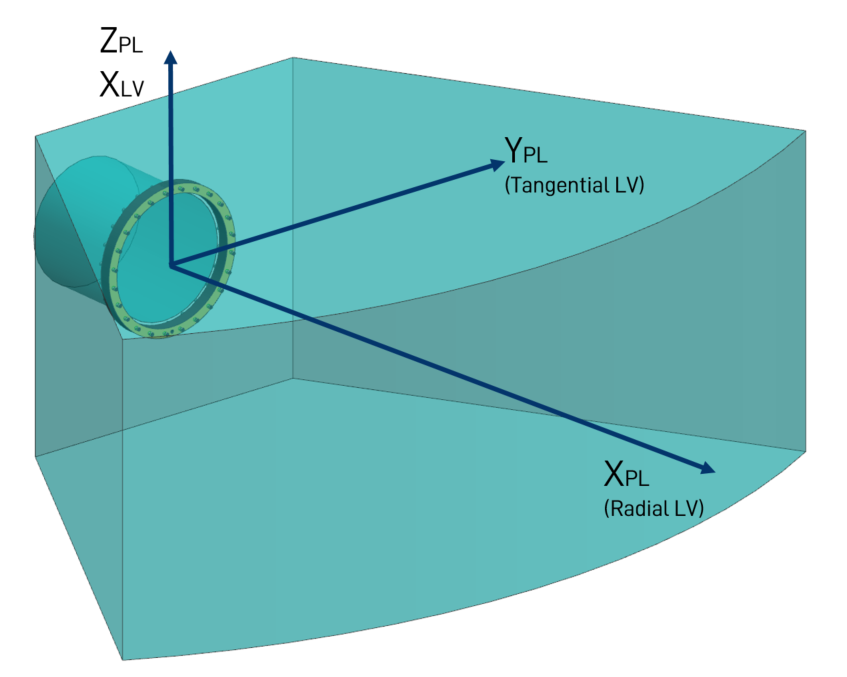 ZPL
XLV
YPL
(Tangential LV)
XPL
(Radial LV)